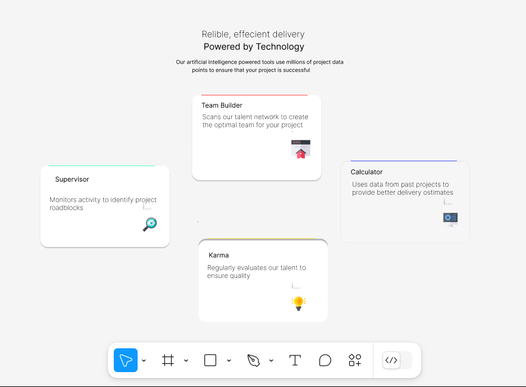 Relible, effecient delivery
Powered by Technology
Our artificial intelligence powered tools use millions of project data
points to ensure that your project is successful
Team Builder
Scans our talent network to create
the optimal team for your project
Supervisor
Monitors activity to identify project
roadblocks
i...
Calculator
Uses data from past projects to
provide better delivery ostimates
i...
Karma
Regularly evaluates our talent to
ensure quality
i...
T
</>